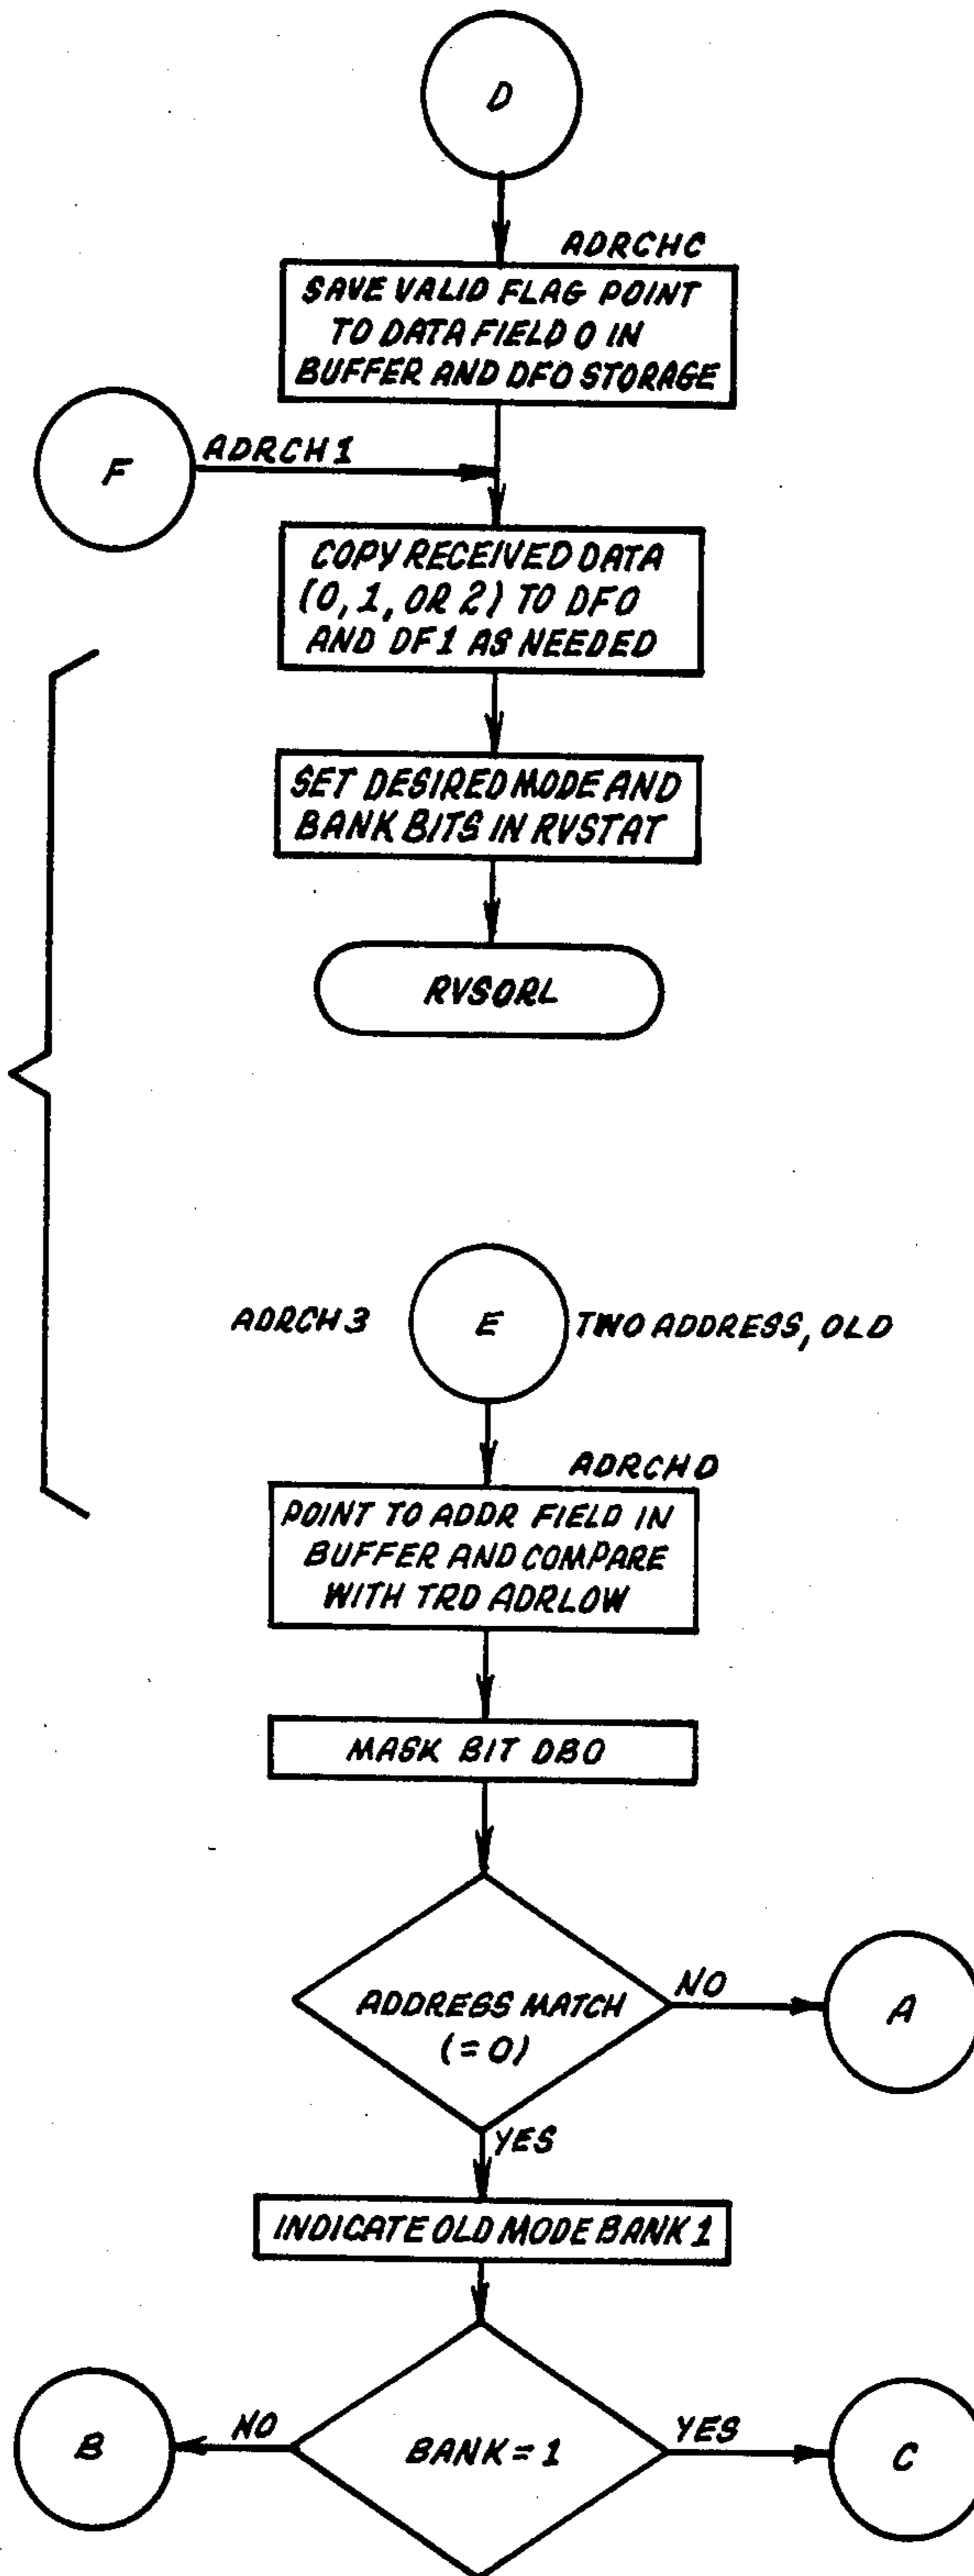 D
ADRCHC
SAVE VALID FLAG POINT
TO DATA FIELD 0 IN
BUFFER AND DF0 STORAGE
F
ADRCH1
COPY RECEIVED DATA
(0, 1, OR 2) TO DF0
AND DF1 AS NEEDED
SET DESIRED MODE AND
BANK BITS IN RVSTAT
RVSORL
ADRCH3
E
TWO ADDRESS, OLD
ADRCHD
POINT TO ADDR FIELD IN
BUFFER AND COMPARE
WITH TRD ADRLOW
MASK BIT DB0
ADDRESS MATCH
(=0)
NO
A
YES
INDICATE OLD MODE BANK 1
B
NO
BANK = 1
YES
C